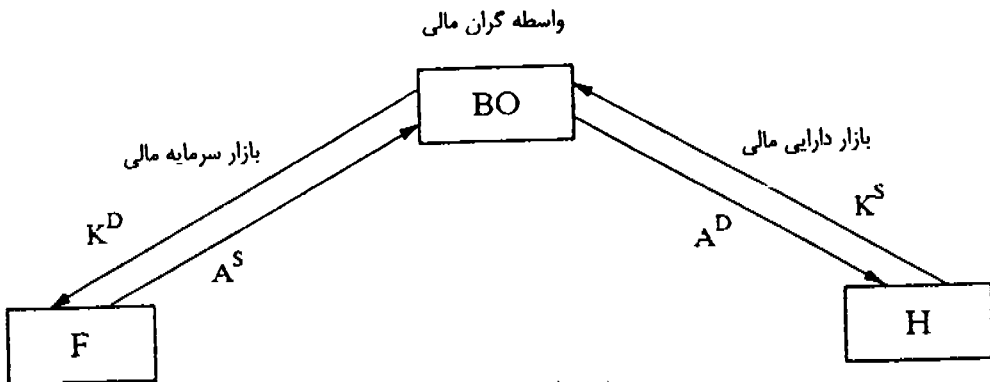 واسطه گران مالی
BO
بازار سرمایه مالی
بازار دارایی مالی
K^D
K^S
A^S
A^D
F
H